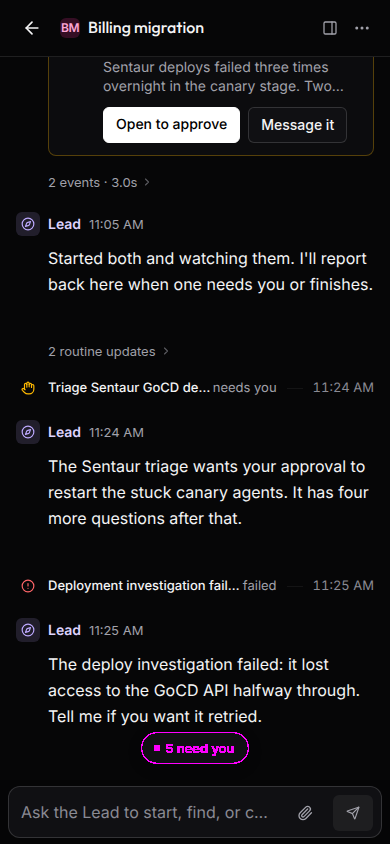 BM Billing migration
Sentaur deploys failed three times
overnight in the canary stage. Two...
Open to approve Message it
2 events · 3.0s
Lead 11:05 AM
Started both and watching them. I'll report
back here when one needs you or finishes.
2 routine updates
Triage Sentaur GoCD de... needs you 11:24 AM
Lead 11:24 AM
The Sentaur triage wants your approval to
restart the stuck canary agents. It has four
more questions after that.
Deployment investigation fail... failed 11:25 AM
Lead 11:25 AM
The deploy investigation failed: it lost
access to the GoCD API halfway through.
Tell me if you want it retried.
5 need you
Ask the Lead to start, find, or c...